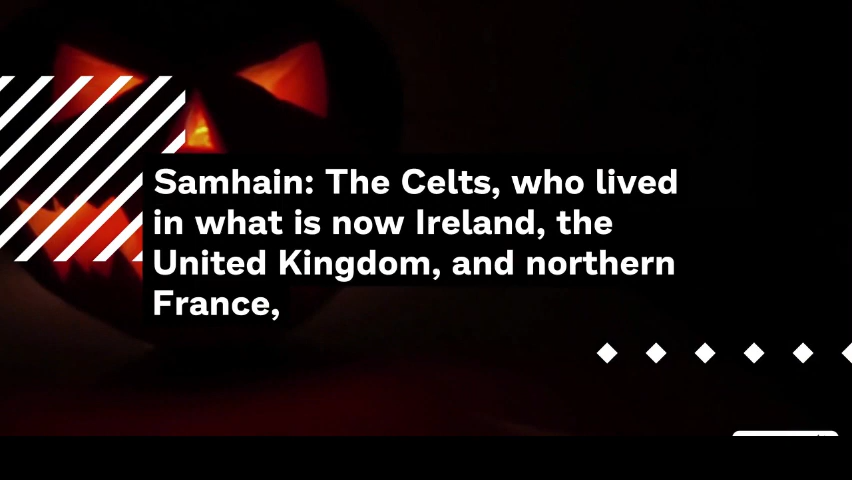 Samhain: The Celts, who lived
in what is now Ireland, the
United Kingdom, and northern
France,